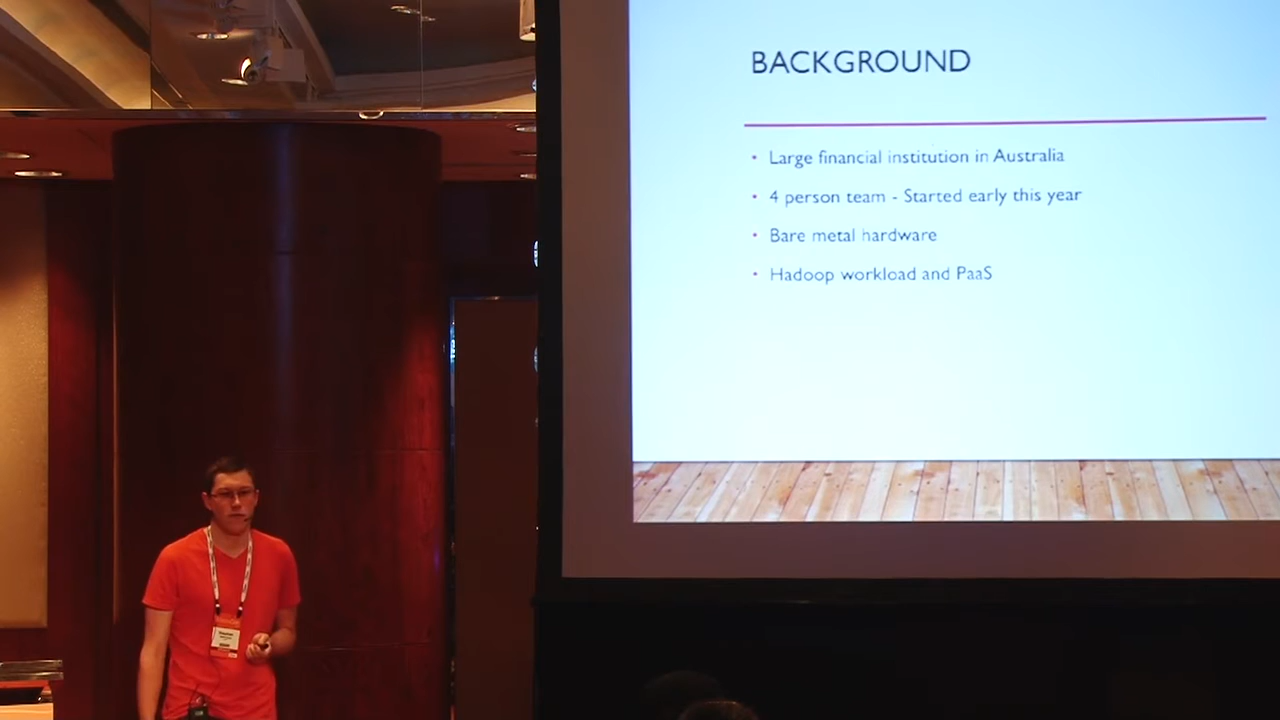 BACKGROUND
• Large financial institution in Australia
• 4 person team - Started early this year
• Bare metal hardware
• Hadoop workload and PaaS